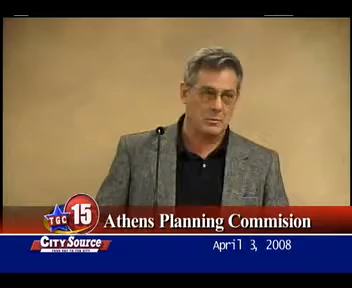 TGC
15
Athens Planning Commision
CITY SOURCE
April 3, 2008